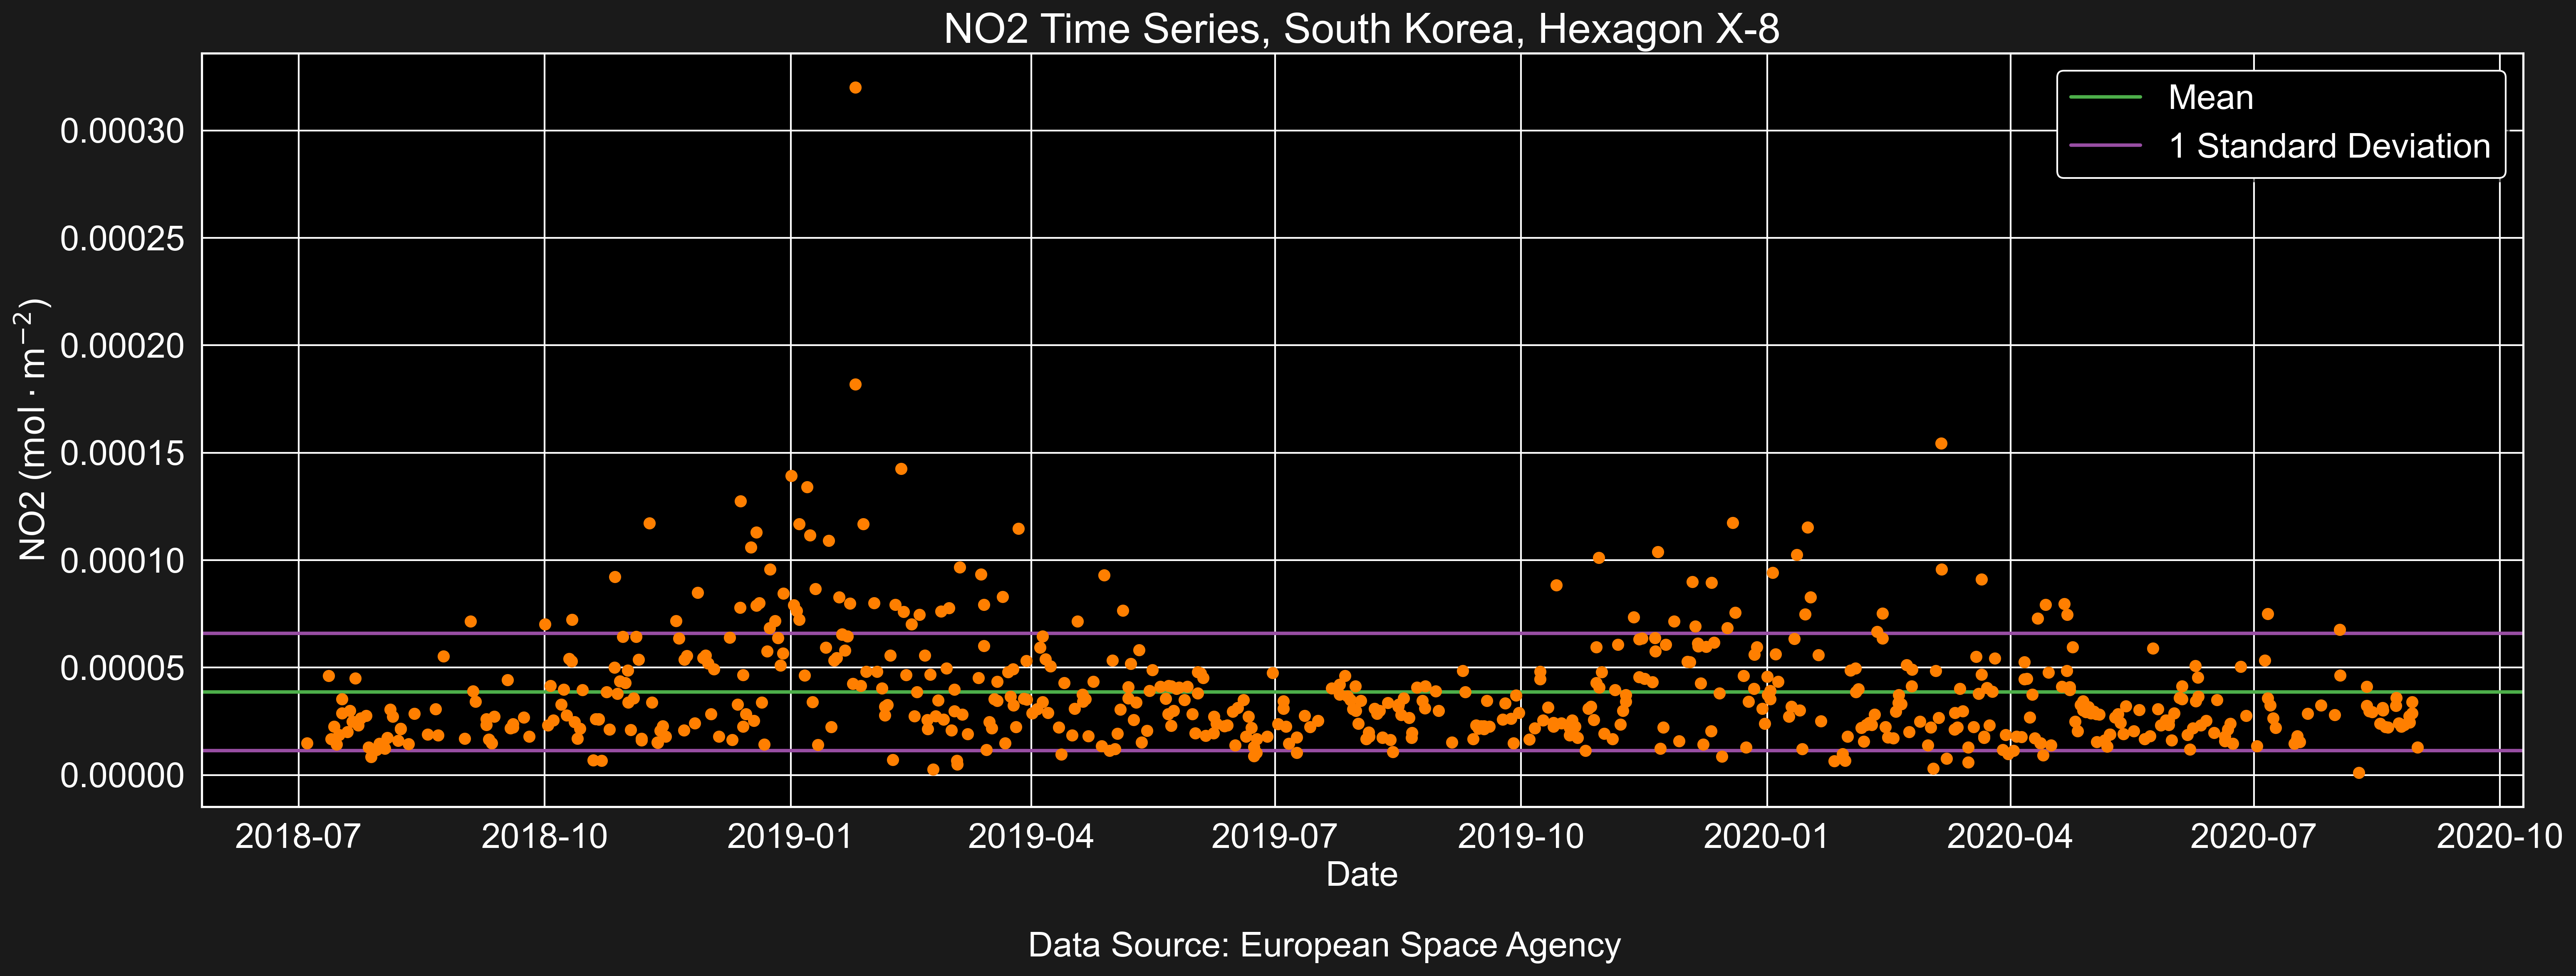 NO2 Time Series, South Korea, Hexagon X-8
Mean
1 Standard Deviation
NO2 (mol · m⁻²)
0.00030
0.00025
0.00020
0.00015
0.00010
0.00005
0.00000
2018-07 2018-10 2019-01 2019-04 2019-07 2019-10 2020-01 2020-04 2020-07 2020-10
Date
Data Source: European Space Agency